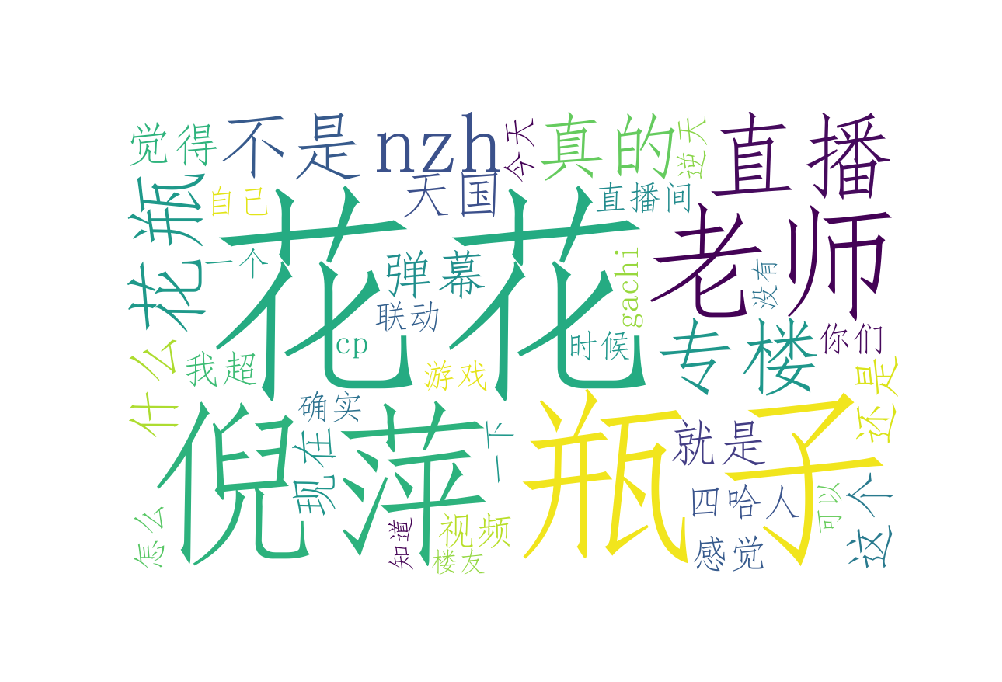 觉得
不是
nzh
今天
真的
逆天
直播
花瓶
自己
天国
直播间
花花
老师
一个
弹幕
联动
gachi
没有
cp
时候
专楼
你们
什么
我超
游戏
还是
确实
倪萍
瓶子
现在
一下
就是
四哈人
可以
这个
怎么
知道
视频
楼友
感觉